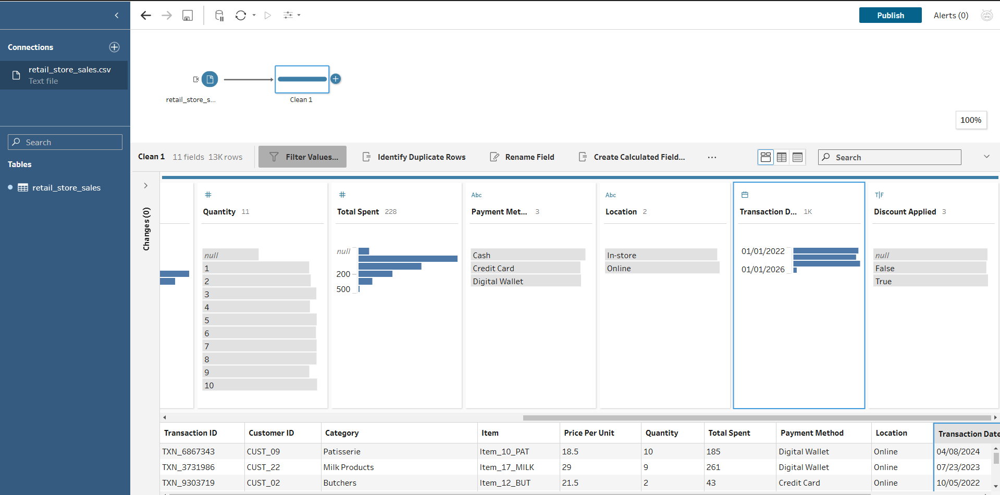 Publish
Alerts (0)
Connections
retail_store_sales.csv
Text file
retail_store_s...
Clean 1
100%
Search
Tables
retail_store_sales
Clean 1 11 fields 13K rows
Filter Values...
Identify Duplicate Rows
Rename Field
Create Calculated Field...
Search
Changes (0)
#
Quantity 11
null
1
2
3
4
5
6
7
8
9
10
#
Total Spent 228
null
200
500
Abc
Payment Met... 3
Cash
Credit Card
Digital Wallet
Abc
Location 2
In-store
Online
Transaction D... 1K
01/01/2022
01/01/2026
T|F
Discount Applied 3
null
False
True
Transaction ID Customer ID Category Item Price Per Unit Quantity Total Spent Payment Method Location Transaction Date
TXN_6867343 CUST_09 Patisserie Item_10_PAT 18.5 10 185 Digital Wallet Online 04/08/2024
TXN_3731986 CUST_22 Milk Products Item_17_MILK 29 9 261 Digital Wallet Online 07/23/2023
TXN_9303719 CUST_02 Butchers Item_12_BUT 21.5 2 43 Credit Card Online 10/05/2022